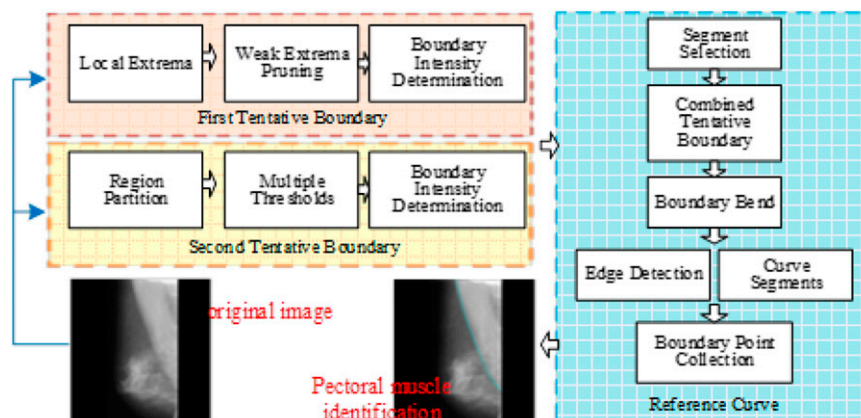 Local Extrema
Weak Extrema
Pruning
Boundary
Intensity
Determination
First Tentative Boundary
Region
Partition
Multiple
Thresholds
Boundary
Intensity
Determination
Second Tentative Boundary
original image
Pectoral muscle
identification
Segment
Selection
Combined
Tentative
Boundary
Boundary Bend
Edge Detection
Curve
Segments
Boundary Point
Collection
Reference Curve